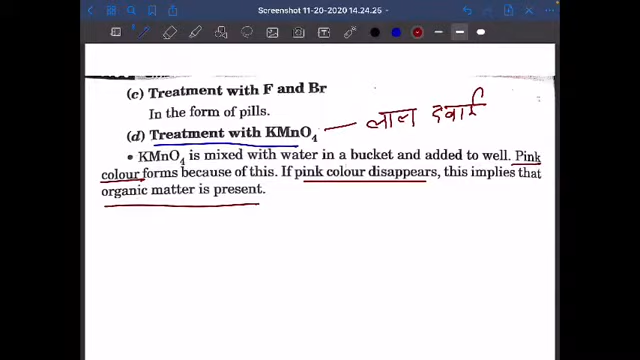 Screenshot 11-20-2020 14.24.26
(c) Treatment with F and Br
In the form of pills.
(d) Treatment with KMnO₄ — लाल दवाई
• KMnO₄ is mixed with water in a bucket and added to well. Pink
colour forms because of this. If pink colour disappears, this implies that
organic matter is present.